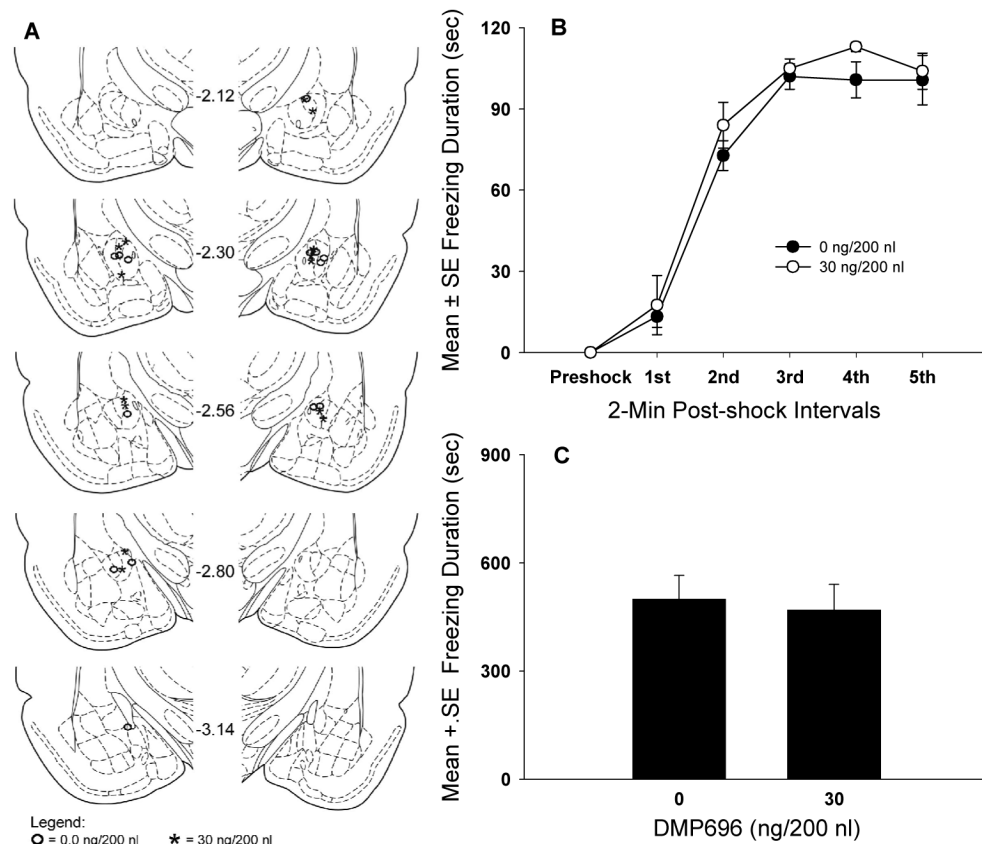 A
-2.12
-2.30
-2.56
-2.80
-3.14
Legend:
O = 0.0 ng/200 nl * = 30 ng/200 nl
B
Mean ± SE Freezing Duration (sec)
120
90
60
30
0
0 ng/200 nl
30 ng/200 nl
Preshock 1st 2nd 3rd 4th 5th
2-Min Post-shock Intervals
C
Mean +.SE Freezing Duration (sec)
900
600
300
0
0 30
DMP696 (ng/200 nl)